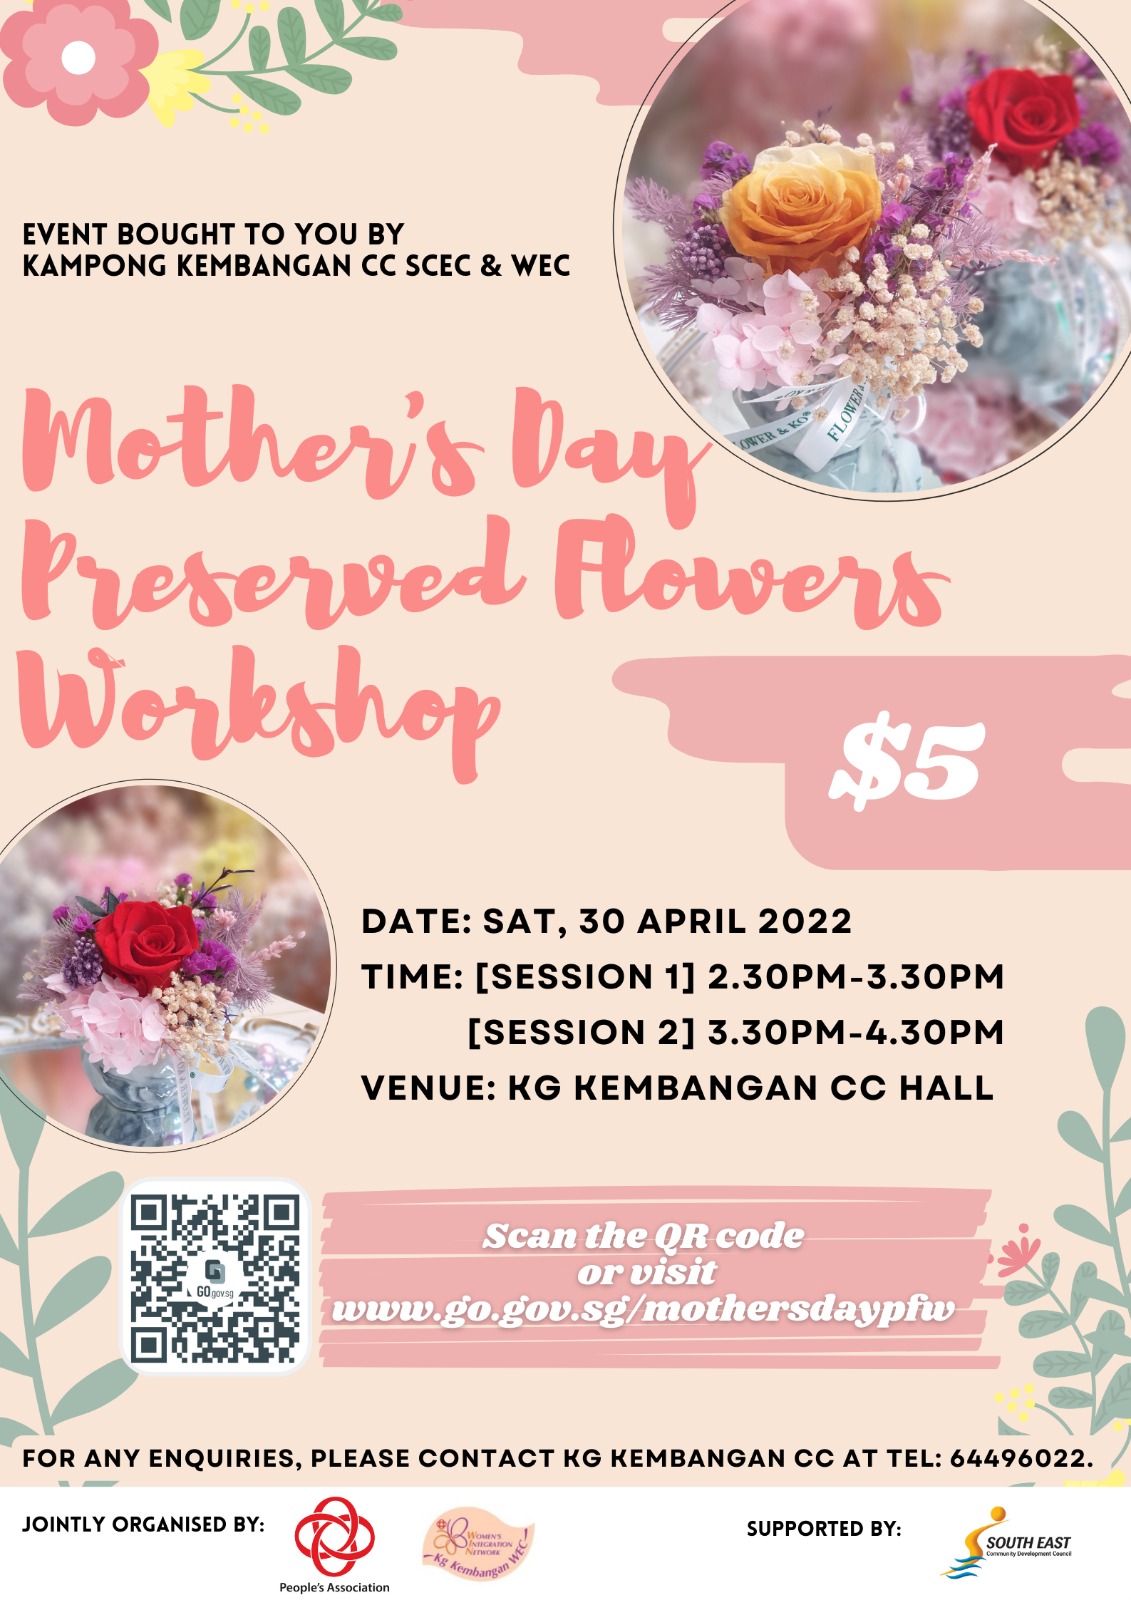 EVENT BOUGHT TO YOU BY
KAMPONG KEMBANGAN CC SCEC & WEC
LOWER & KO®
FLOWER
Mother's Day
Preserved Flowers
Workshop
$5
DATE: SAT, 30 APRIL 2022
TIME: [SESSION 1] 2.30PM-3.30PM
[SESSION 2] 3.30PM-4.30PM
VENUE: KG KEMBANGAN CC HALL
GO.gov.sg
Scan the QR code
or visit
www.go.gov.sg/mothersdaypfw
FOR ANY ENQUIRIES, PLEASE CONTACT KG KEMBANGAN CC AT TEL: 64496022.
JOINTLY ORGANISED BY:
People's Association
WOMEN'S
INTEGRATION
NETWORK
Kg Kembangan WEC
SUPPORTED BY:
SOUTH EAST
Community Development Council